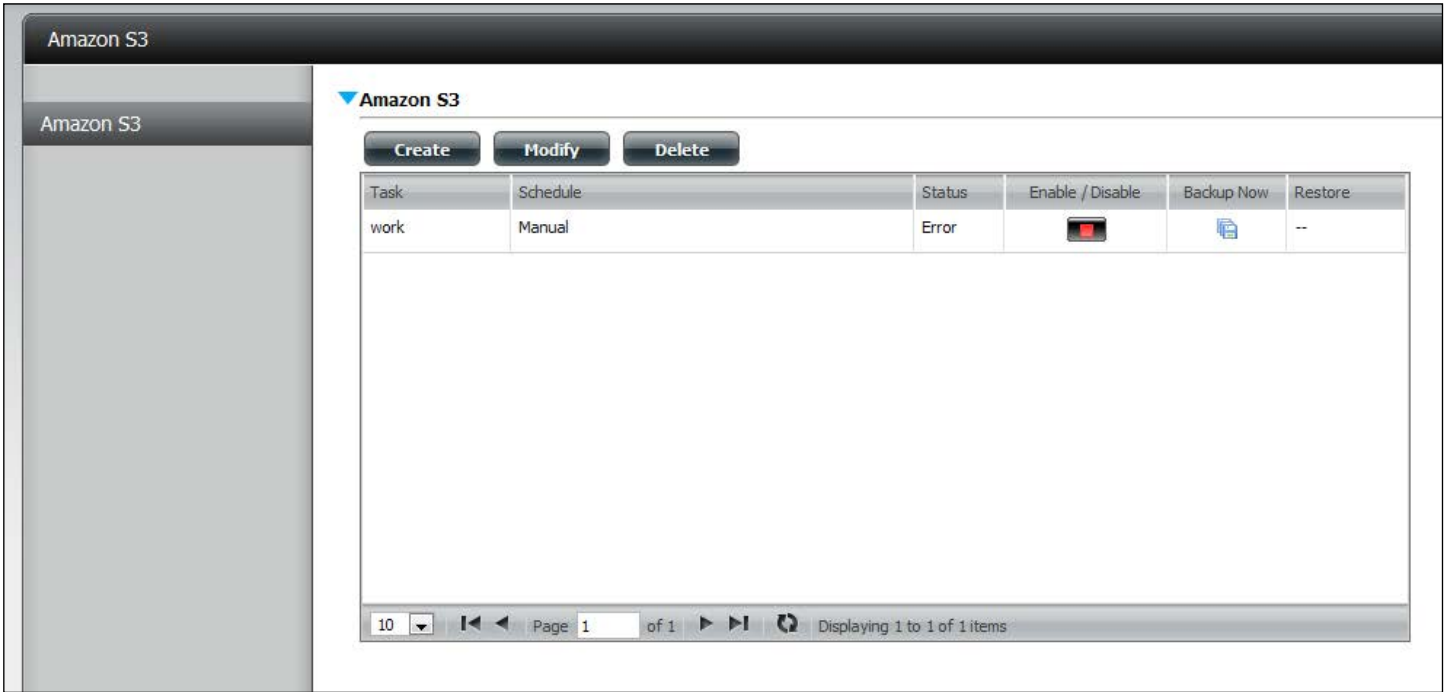 Amazon S3
Amazon S3
Amazon S3
Create Modify Delete
Task Schedule Status Enable / Disable Backup Now Restore
work Manual Error --
10 Page 1 of 1 Displaying 1 to 1 of 1 items